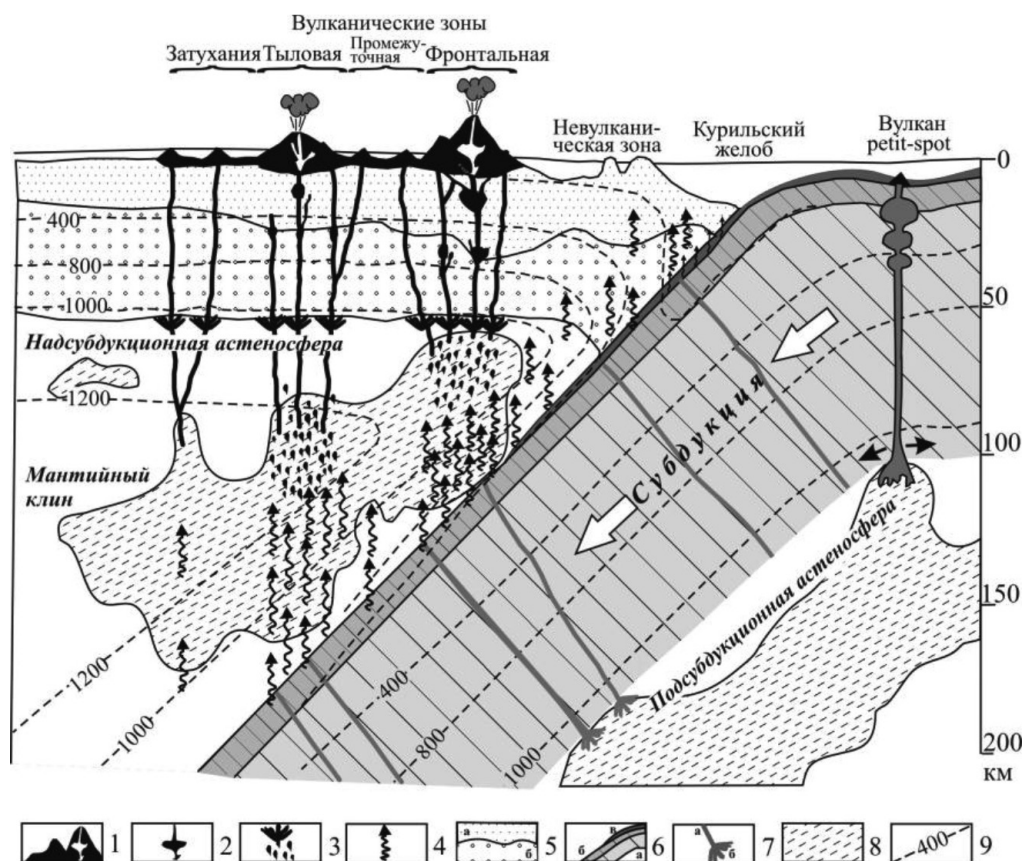 Вулканические зоны
Затухания Тыловая Промежу-
точная Фронтальная
Невулкани-
ческая зона
Курильский
желоб
Вулкан
petit-spot
0
400
800
1000
50
Надсубдукционная астеносфера
1200
100
Мантийный
клин
Субдукция
150
Подсубдукционная астеносфера
1200
1000
400
800
1000
200
км
1 2 3 4 а б 5 б в а 6 а б 7 8 400 9